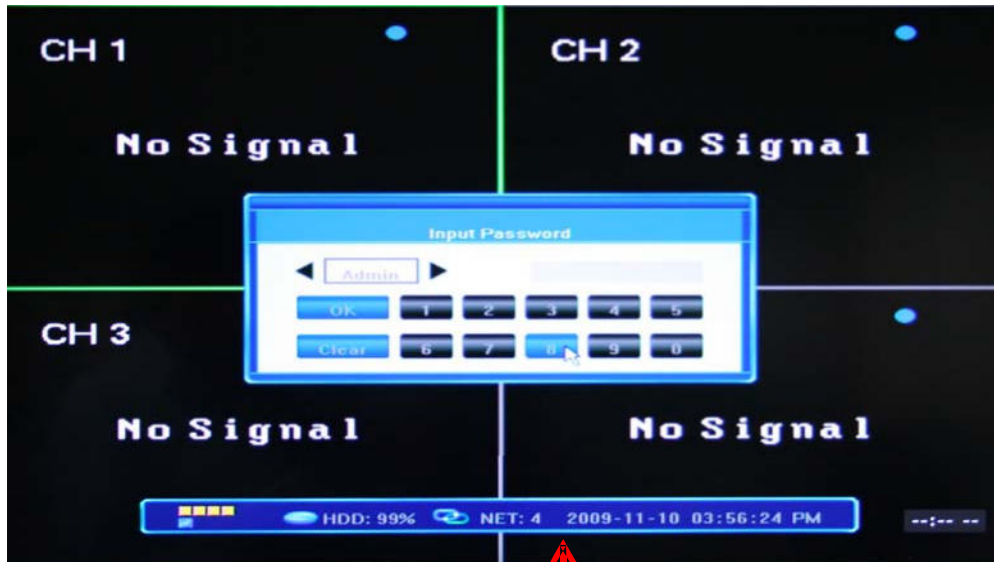 CH 1
CH 2
No Signal
No Signal
Input Password
Admin
OK 1 2 3 4 5
Clear 6 7 8 9 0
CH 3
No Signal
No Signal
HDD: 99% NET: 4 2009-11-10 03:56:24 PM
--:-- --
H